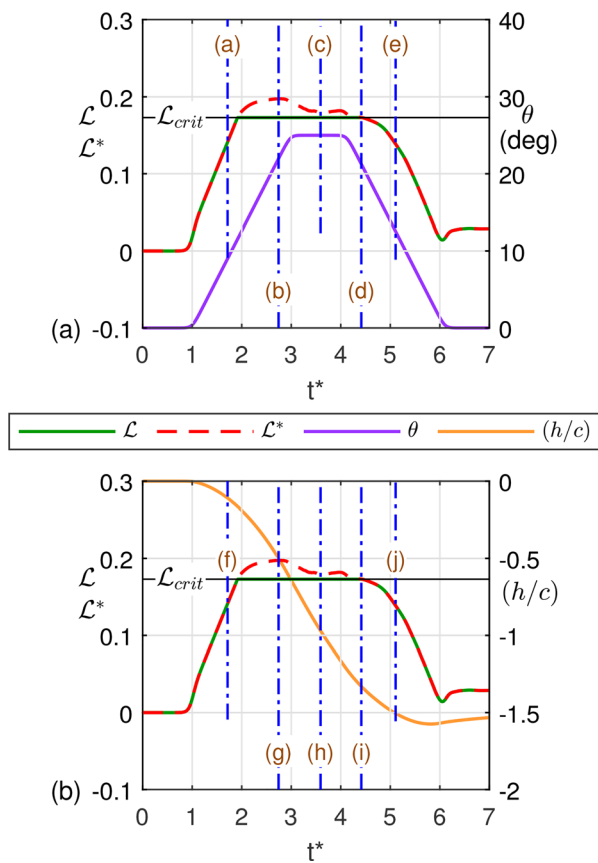 (a) (c) (e)
0.3 40
ℒ 0.2 ℒcrit 30 θ
ℒ* (deg)
0.1 20
0 10
(b) (d)
(a) -0.1 0
0 1 2 3 4 5 6 7
t*
ℒ ℒ* θ (h/c)
0.3 0
(f) (j)
ℒ 0.2 ℒcrit -0.5
ℒ* (h/c)
0.1 -1
0 -1.5
(g) (h) (i)
(b) -0.1 -2
0 1 2 3 4 5 6 7
t*